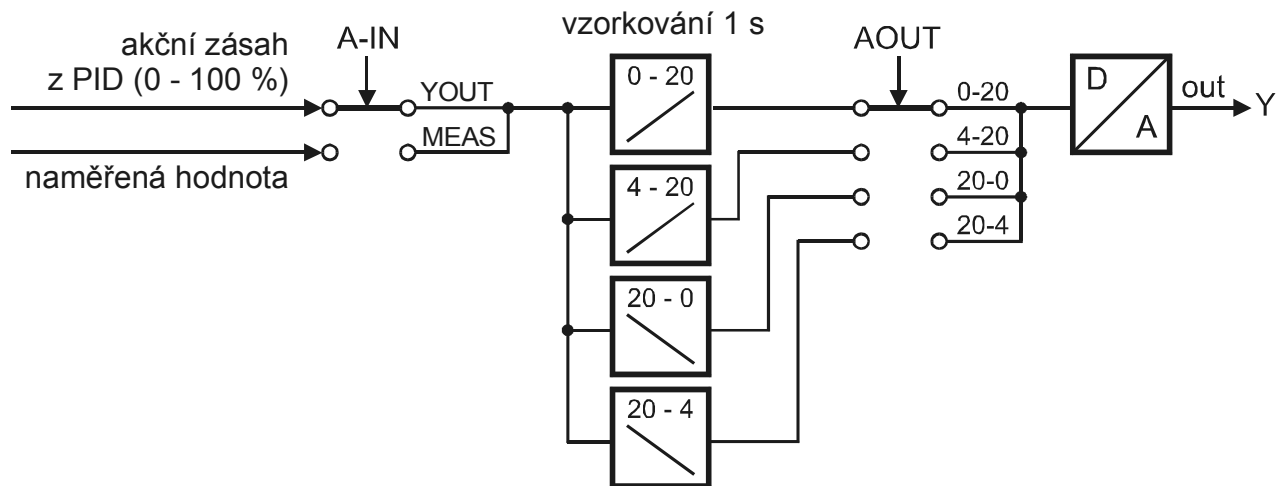 vzorkování 1 s
akční zásah
z PID (0 - 100 %)
A-IN
YOUT
MEAS
naměřená hodnota
0 - 20
4 - 20
20 - 0
20 - 4
AOUT
0-20
4-20
20-0
20-4
D
A
out
Y